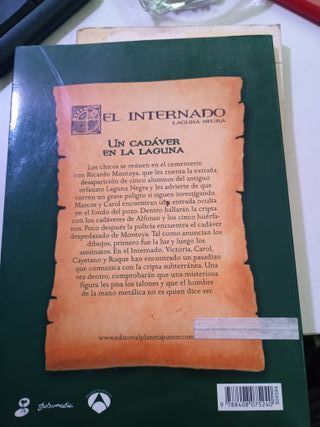 EL INTERNADO
LAGUNA NEGRA
UN CADÁVER
EN LA LAGUNA
Los chicos se reúnen en el cementerio
con Ricardo Montoya, que les cuenta la extraña
desaparición de cinco alumnos del antiguo
orfanato Laguna Negra y les advierte de que
corren un grave peligro si siguen investigando.
Marcos y Carol encuentran una entrada oculta
en el fondo del pozo. Dentro hallarán la cripta
con los cadáveres de Alfonso y los cinco huérfa-
nos. Poco después la policía encuentra el cadáver
despedazado de Montoya. Tal como anuncian los
dibujos, primero fue la luz y luego los
asesinatos. En el Internado, Victoria, Carol,
Cayetano y Roque han encontrado un pasadizo
que comunica con la cripta subterránea. Una
vez dentro, comprobarán que una misteriosa
figura les pisa los talones y que el hombre
de la mano metálica no es quien dice ser.
www.editorialplanetajunior.com
globomedia
9 788408 075240